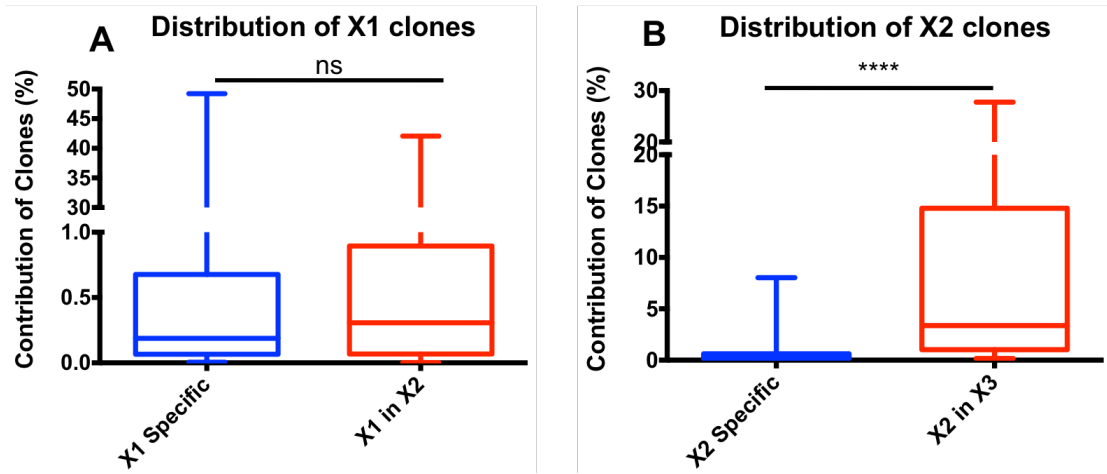 A
Distribution of X1 clones
ns
Contribution of Clones (%)
50
45
40
35
30
1.0
0.5
0.0
X1 Specific
X1 in X2
B
Distribution of X2 clones
****
Contribution of Clones (%)
30
20
20
15
10
5
0
X2 Specific
X2 in X3